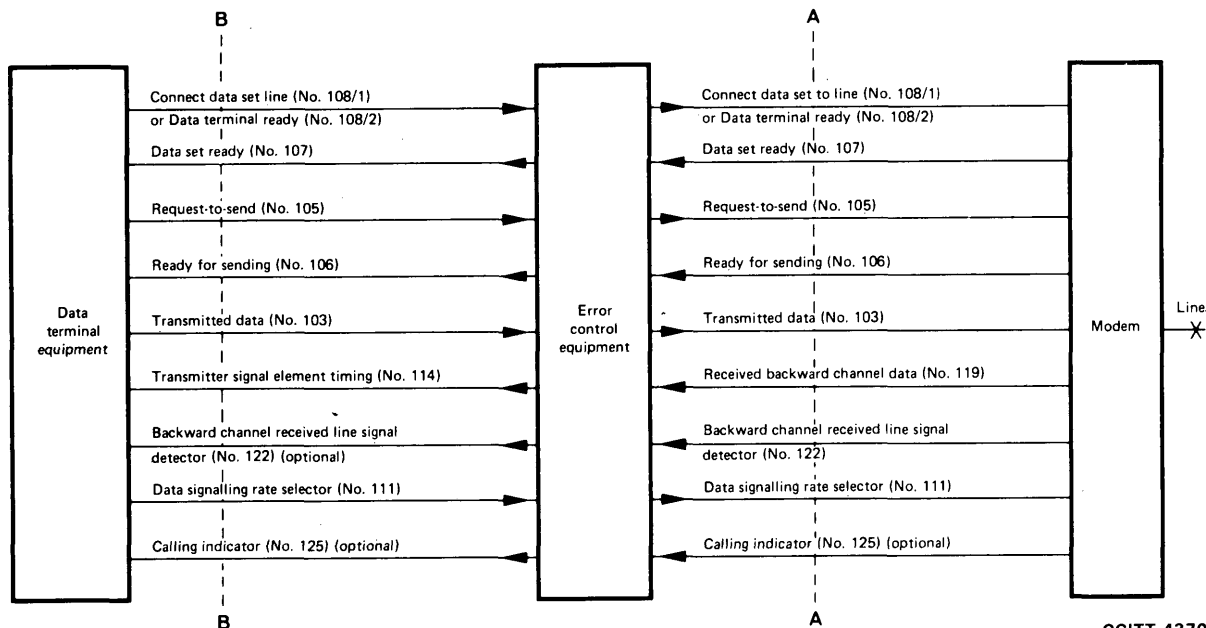 B
A
Connect data set line (No. 108/1)
or Data terminal ready (No. 108/2)
Connect data set to line (No. 108/1)
or Data terminal ready (No. 108/2)
Data set ready (No. 107)
Data set ready (No. 107)
Request-to-send (No. 105)
Request-to-send (No. 105)
Ready for sending (No. 106)
Ready for sending (No. 106)
Data
terminal
equipment
Transmitted data (No. 103)
Error
control
equipment
Transmitted data (No. 103)
Modem
Line
Transmitter signal element timing (No. 114)
Received backward channel data (No. 119)
Backward channel received line signal
detector (No. 122) (optional)
Backward channel received line signal
detector (No. 122)
Data signalling rate selector (No. 111)
Data signalling rate selector (No. 111)
Calling indicator (No. 125) (optional)
Calling indicator (No. 125) (optional)
B
A